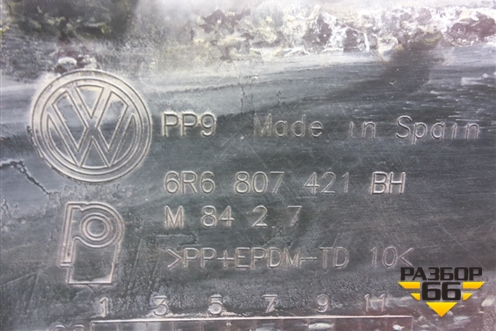 PP9 Made in Spain
6R6 807 421 BH
M 84 2 7
>PP+EPDM-TD 10<
1 3 5 7 9 11
РАЗБОР
66